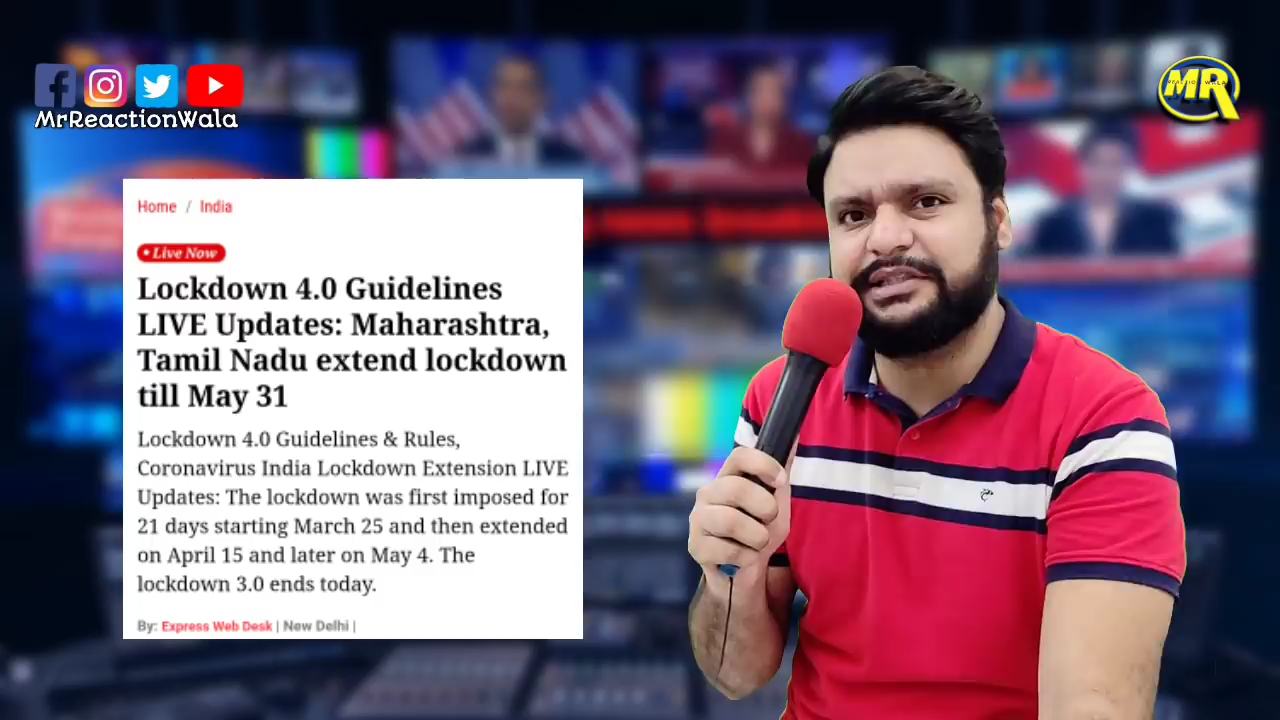 MrReactionWala
MR
Home / India
• Live Now
Lockdown 4.0 Guidelines
LIVE Updates: Maharashtra,
Tamil Nadu extend lockdown
till May 31
Lockdown 4.0 Guidelines & Rules,
Coronavirus India Lockdown Extension LIVE
Updates: The lockdown was first imposed for
21 days starting March 25 and then extended
on April 15 and later on May 4. The
lockdown 3.0 ends today.
By: Express Web Desk | New Delhi |